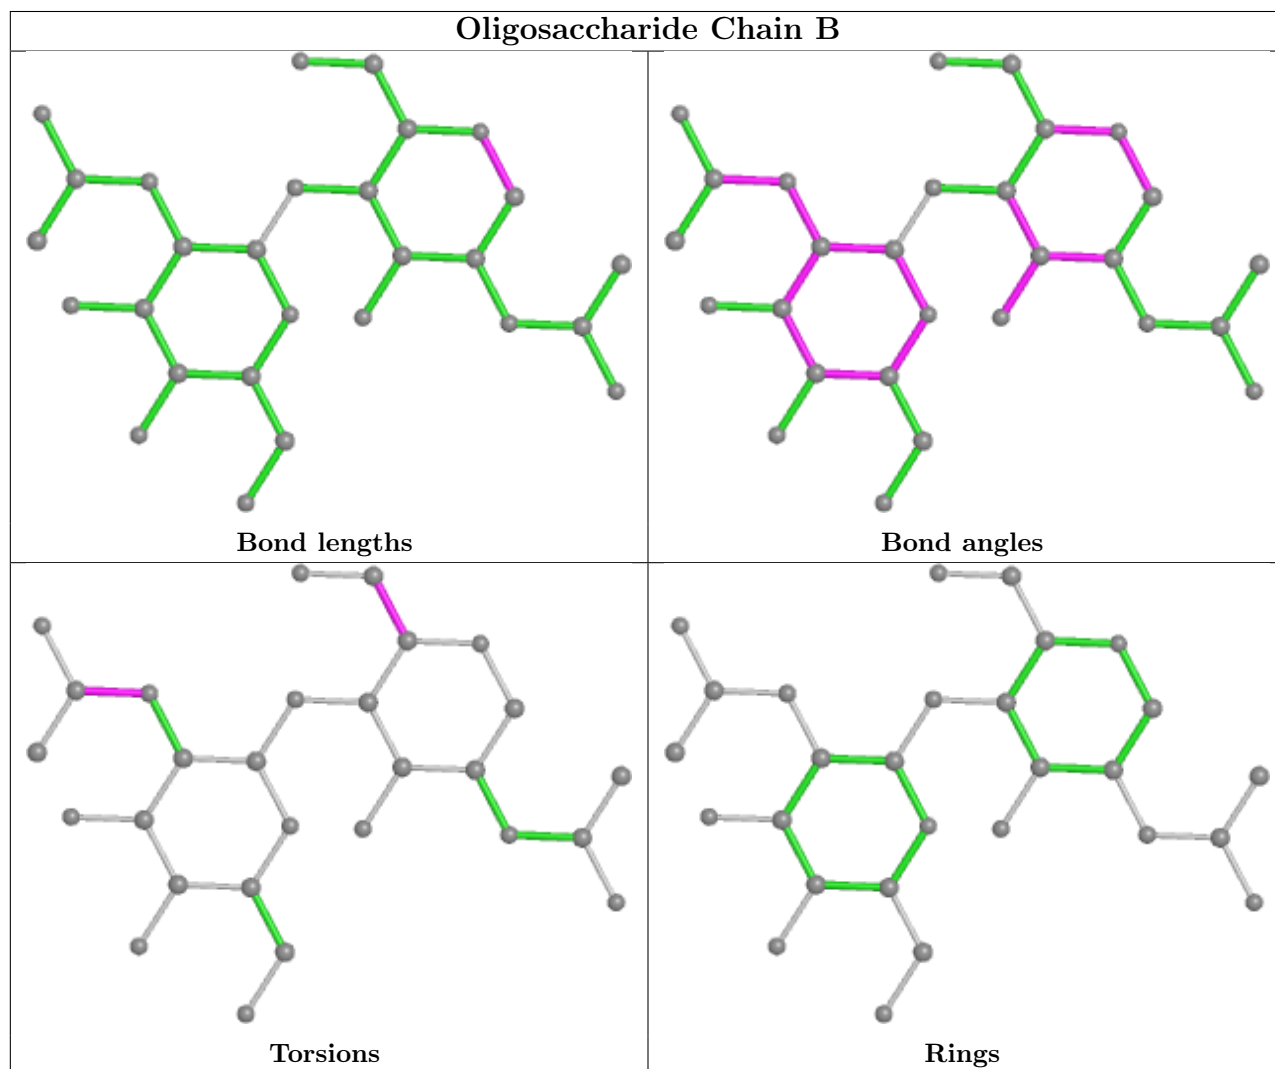 Oligosaccharide Chain B
Bond lengths
Bond angles
Torsions
Rings